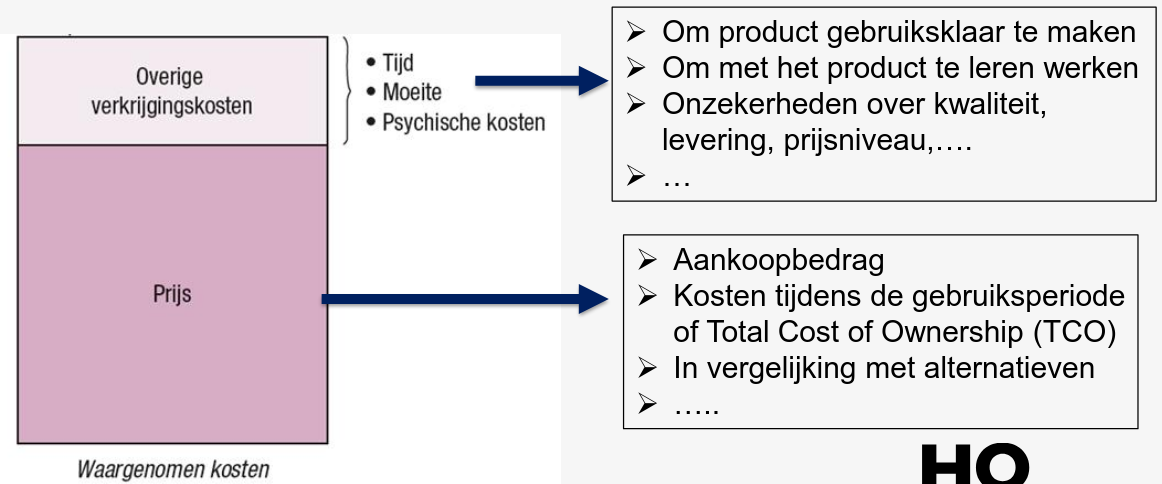 Overige
verkrijgingskosten
• Tijd
• Moeite
• Psychische kosten
➢ Om product gebruiksklaar te maken
➢ Om met het product te leren werken
➢ Onzekerheden over kwaliteit,
levering, prijsniveau,….
➢ …
Prijs
➢ Aankoopbedrag
➢ Kosten tijdens de gebruiksperiode
of Total Cost of Ownership (TCO)
➢ In vergelijking met alternatieven
➢ …..
Waargenomen kosten
HO